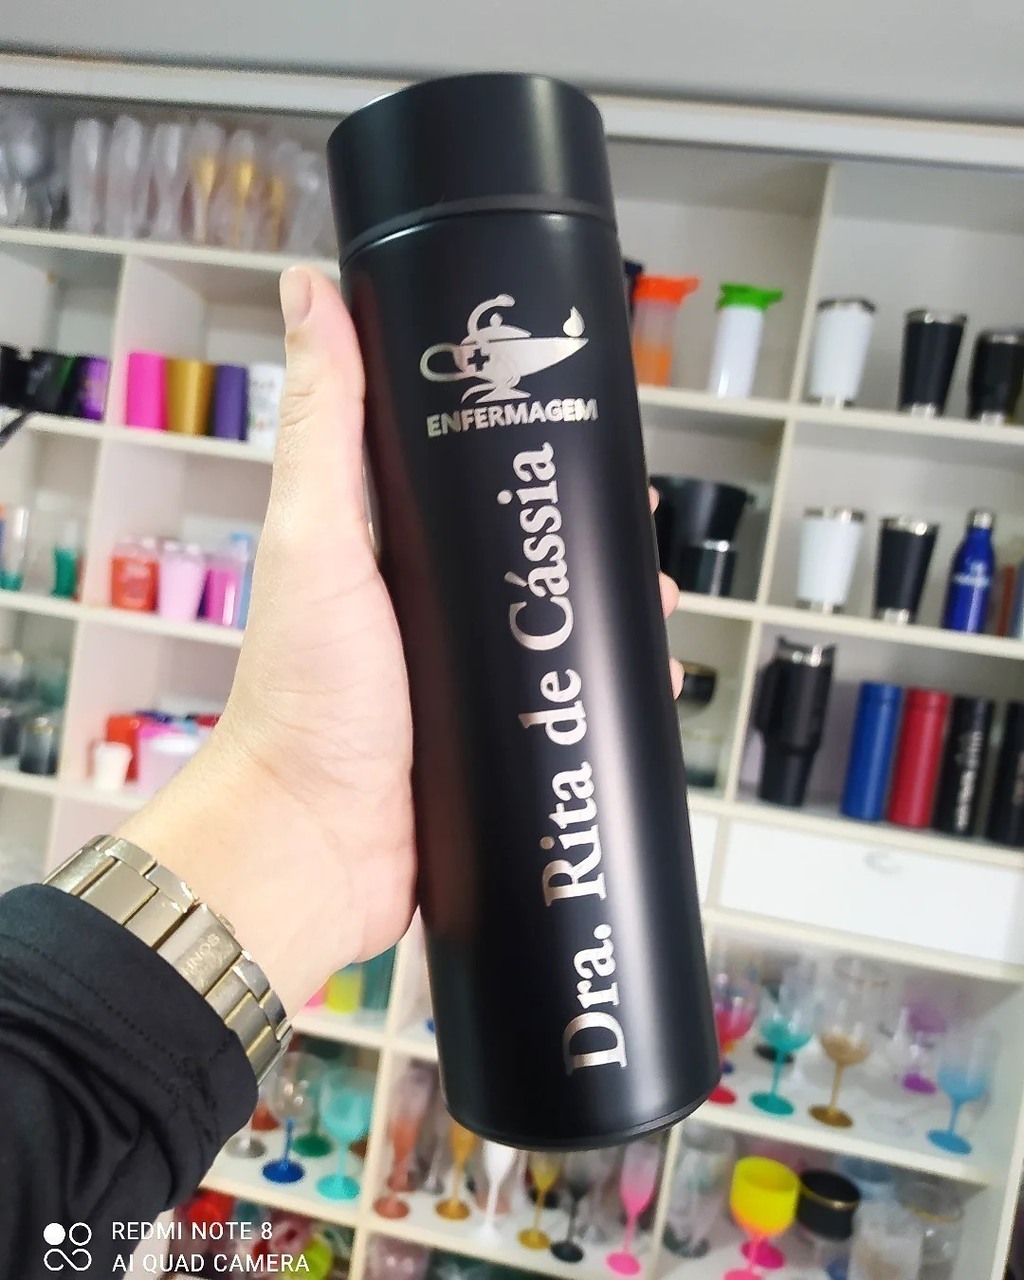 ENFERMAGEM
Dra. Rita de Cássia
REDMI NOTE 8
AI QUAD CAMERA